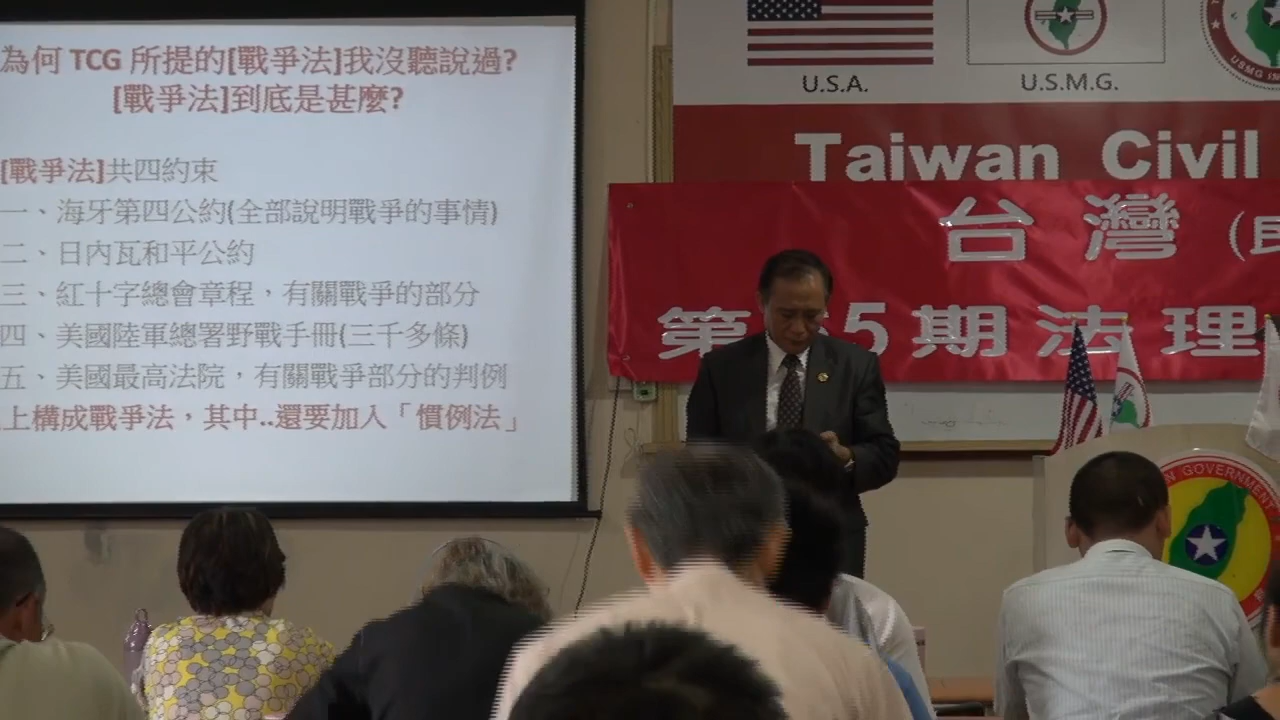 為何 TCG 所提的[戰爭法]我沒聽說過?
[戰爭法]到底是甚麼?
[戰爭法]共四約束
一、海牙第四公約(全部說明戰爭的事情)
二、日內瓦和平公約
三、紅十字總會章程，有關戰爭的部分
四、美國陸軍總署野戰手冊(三千多條)
五、美國最高法院，有關戰爭部分的判例
上構成戰爭法，其中..還要加入「慣例法」
U.S.A.
U.S.M.G.
USMG
Taiwan Civil
台灣
第 5期法理
GOVERNMENT